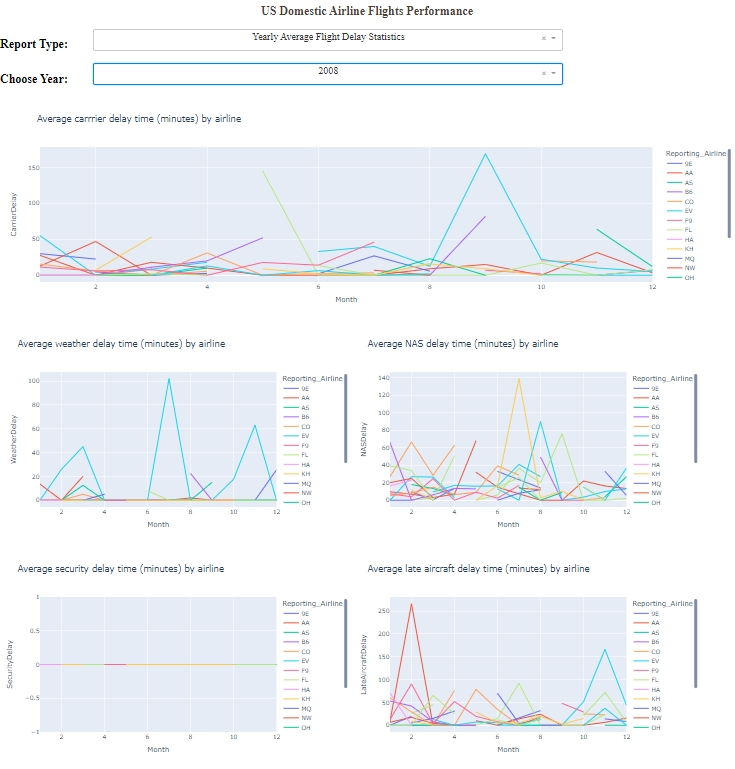 US Domestic Airline Flights Performance
Report Type:
Yearly Average Flight Delay Statistics
× 
Choose Year:
2008
×
Average carrrier delay time (minutes) by airline
CarrierDelay
150
100
50
0
2
4
6
8
10
12
Month
Reporting_Airline
9E
AA
AS
B6
CO
EV
F9
FL
HA
KH
MQ
NW
OH
Average weather delay time (minutes) by airline
WeatherDelay
100
80
60
40
20
0
2
4
6
8
10
12
Month
Reporting_Airline
9E
AA
AS
B6
CO
EV
F9
FL
HA
KH
MQ
NW
OH
Average NAS delay time (minutes) by airline
NASDelay
140
120
100
80
60
40
20
0
2
4
6
8
10
12
Month
Reporting_Airline
9E
AA
AS
B6
CO
EV
F9
FL
HA
KH
MQ
NW
OH
Average security delay time (minutes) by airline
SecurityDelay
1
0.5
0
−0.5
−1
2
4
6
8
10
12
Month
Reporting_Airline
9E
AA
AS
B6
CO
EV
F9
FL
HA
KH
MQ
NW
OH
Average late aircraft delay time (minutes) by airline
LateAircraftDelay
250
200
150
100
50
0
2
4
6
8
10
12
Month
Reporting_Airline
9E
AA
AS
B6
CO
EV
F9
FL
HA
KH
MQ
NW
OH